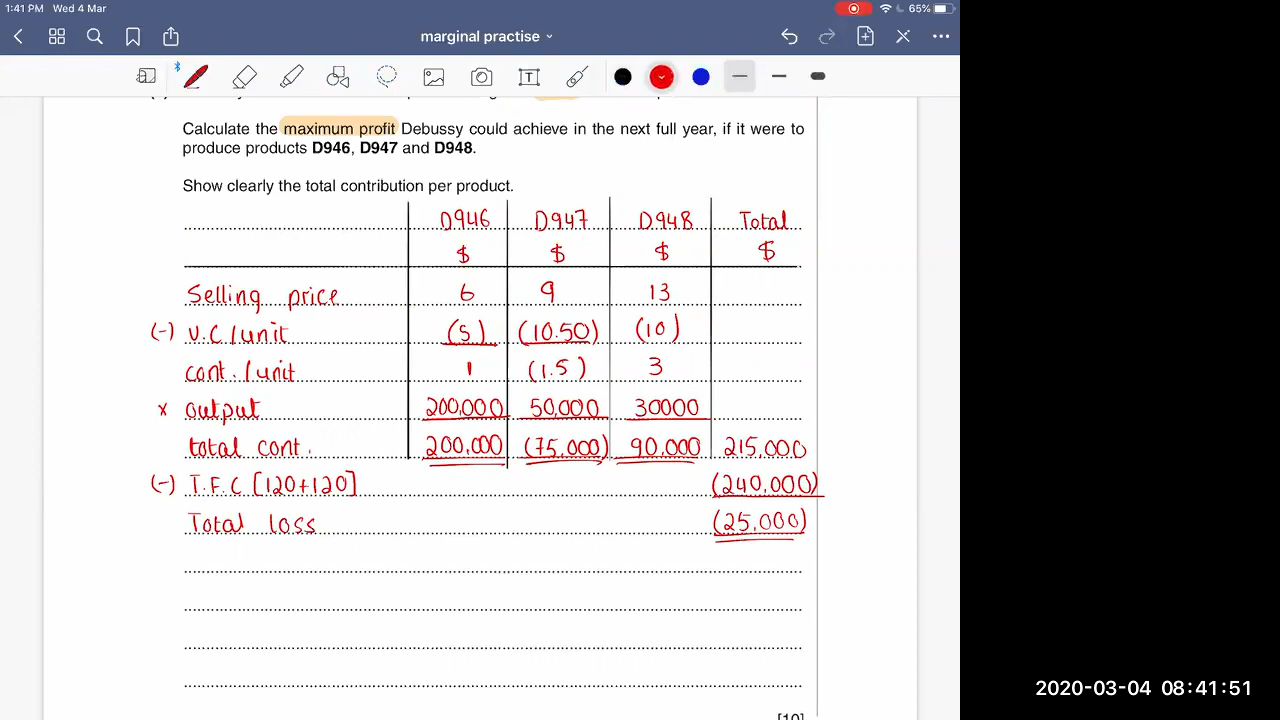 1:41 PM Wed 4 Mar
65%
marginal practise
Calculate the maximum profit Debussy could achieve in the next full year, if it were to
produce products D946, D947 and D948.
Show clearly the total contribution per product.
D946 D947 D948 Total
$ $ $ $
Selling price 6 9 13
(-) V.C/unit (5) (10.50) (10)
cont./unit 1 (1.5) 3
x output 200,000 50,000 30000
total cont. 200,000 (75,000) 90,000 215,000
(-) T.F.C [120+120] (240,000)
Total loss (25,000)
[10]
2020-03-04 08:41:51